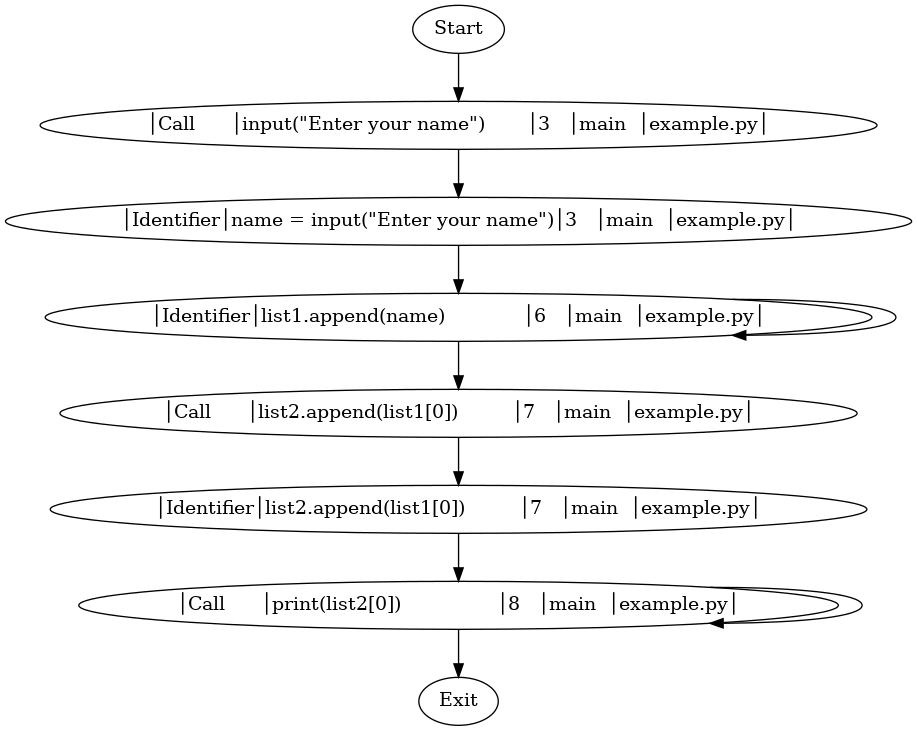 Start
|Call      |input("Enter your name")       |3   |main  |example.py|
|Identifier|name = input("Enter your name")|3   |main  |example.py|
|Identifier|list1.append(name)             |6   |main  |example.py|
|Call      |list2.append(list1[0])         |7   |main  |example.py|
|Identifier|list2.append(list1[0])         |7   |main  |example.py|
|Call      |print(list2[0])                |8   |main  |example.py|
Exit